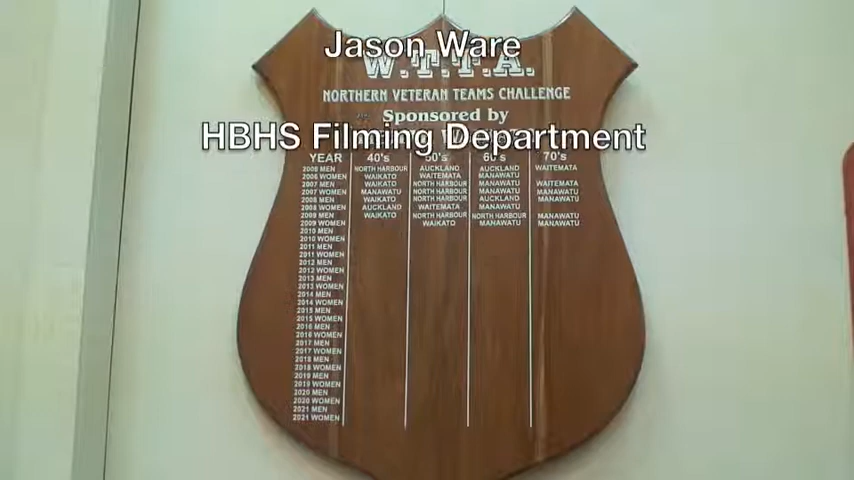 Jason Ware
W.T.T.A.
NORTHERN VETERAN TEAMS CHALLENGE
Sponsored by
HBHS Filming Department
YEAR 40's 50's 60's 70's
2006 MEN NORTH HARBOUR AUCKLAND AUCKLAND WAITEMATA
2006 WOMEN WAIKATO WAITEMATA MANAWATU
2007 MEN WAIKATO NORTH HARBOUR MANAWATU WAITEMATA
2007 WOMEN MANAWATU NORTH HARBOUR MANAWATU MANAWATU
2008 MEN WAIKATO NORTH HARBOUR AUCKLAND MANAWATU
2008 WOMEN AUCKLAND WAITEMATA MANAWATU
2009 MEN WAIKATO NORTH HARBOUR NORTH HARBOUR MANAWATU
2009 WOMEN WAIKATO MANAWATU MANAWATU
2010 MEN
2010 WOMEN
2011 MEN
2011 WOMEN
2012 MEN
2012 WOMEN
2013 MEN
2013 WOMEN
2014 MEN
2014 WOMEN
2015 MEN
2015 WOMEN
2016 MEN
2016 WOMEN
2017 MEN
2017 WOMEN
2018 MEN
2018 WOMEN
2019 MEN
2019 WOMEN
2020 MEN
2020 WOMEN
2021 MEN
2021 WOMEN